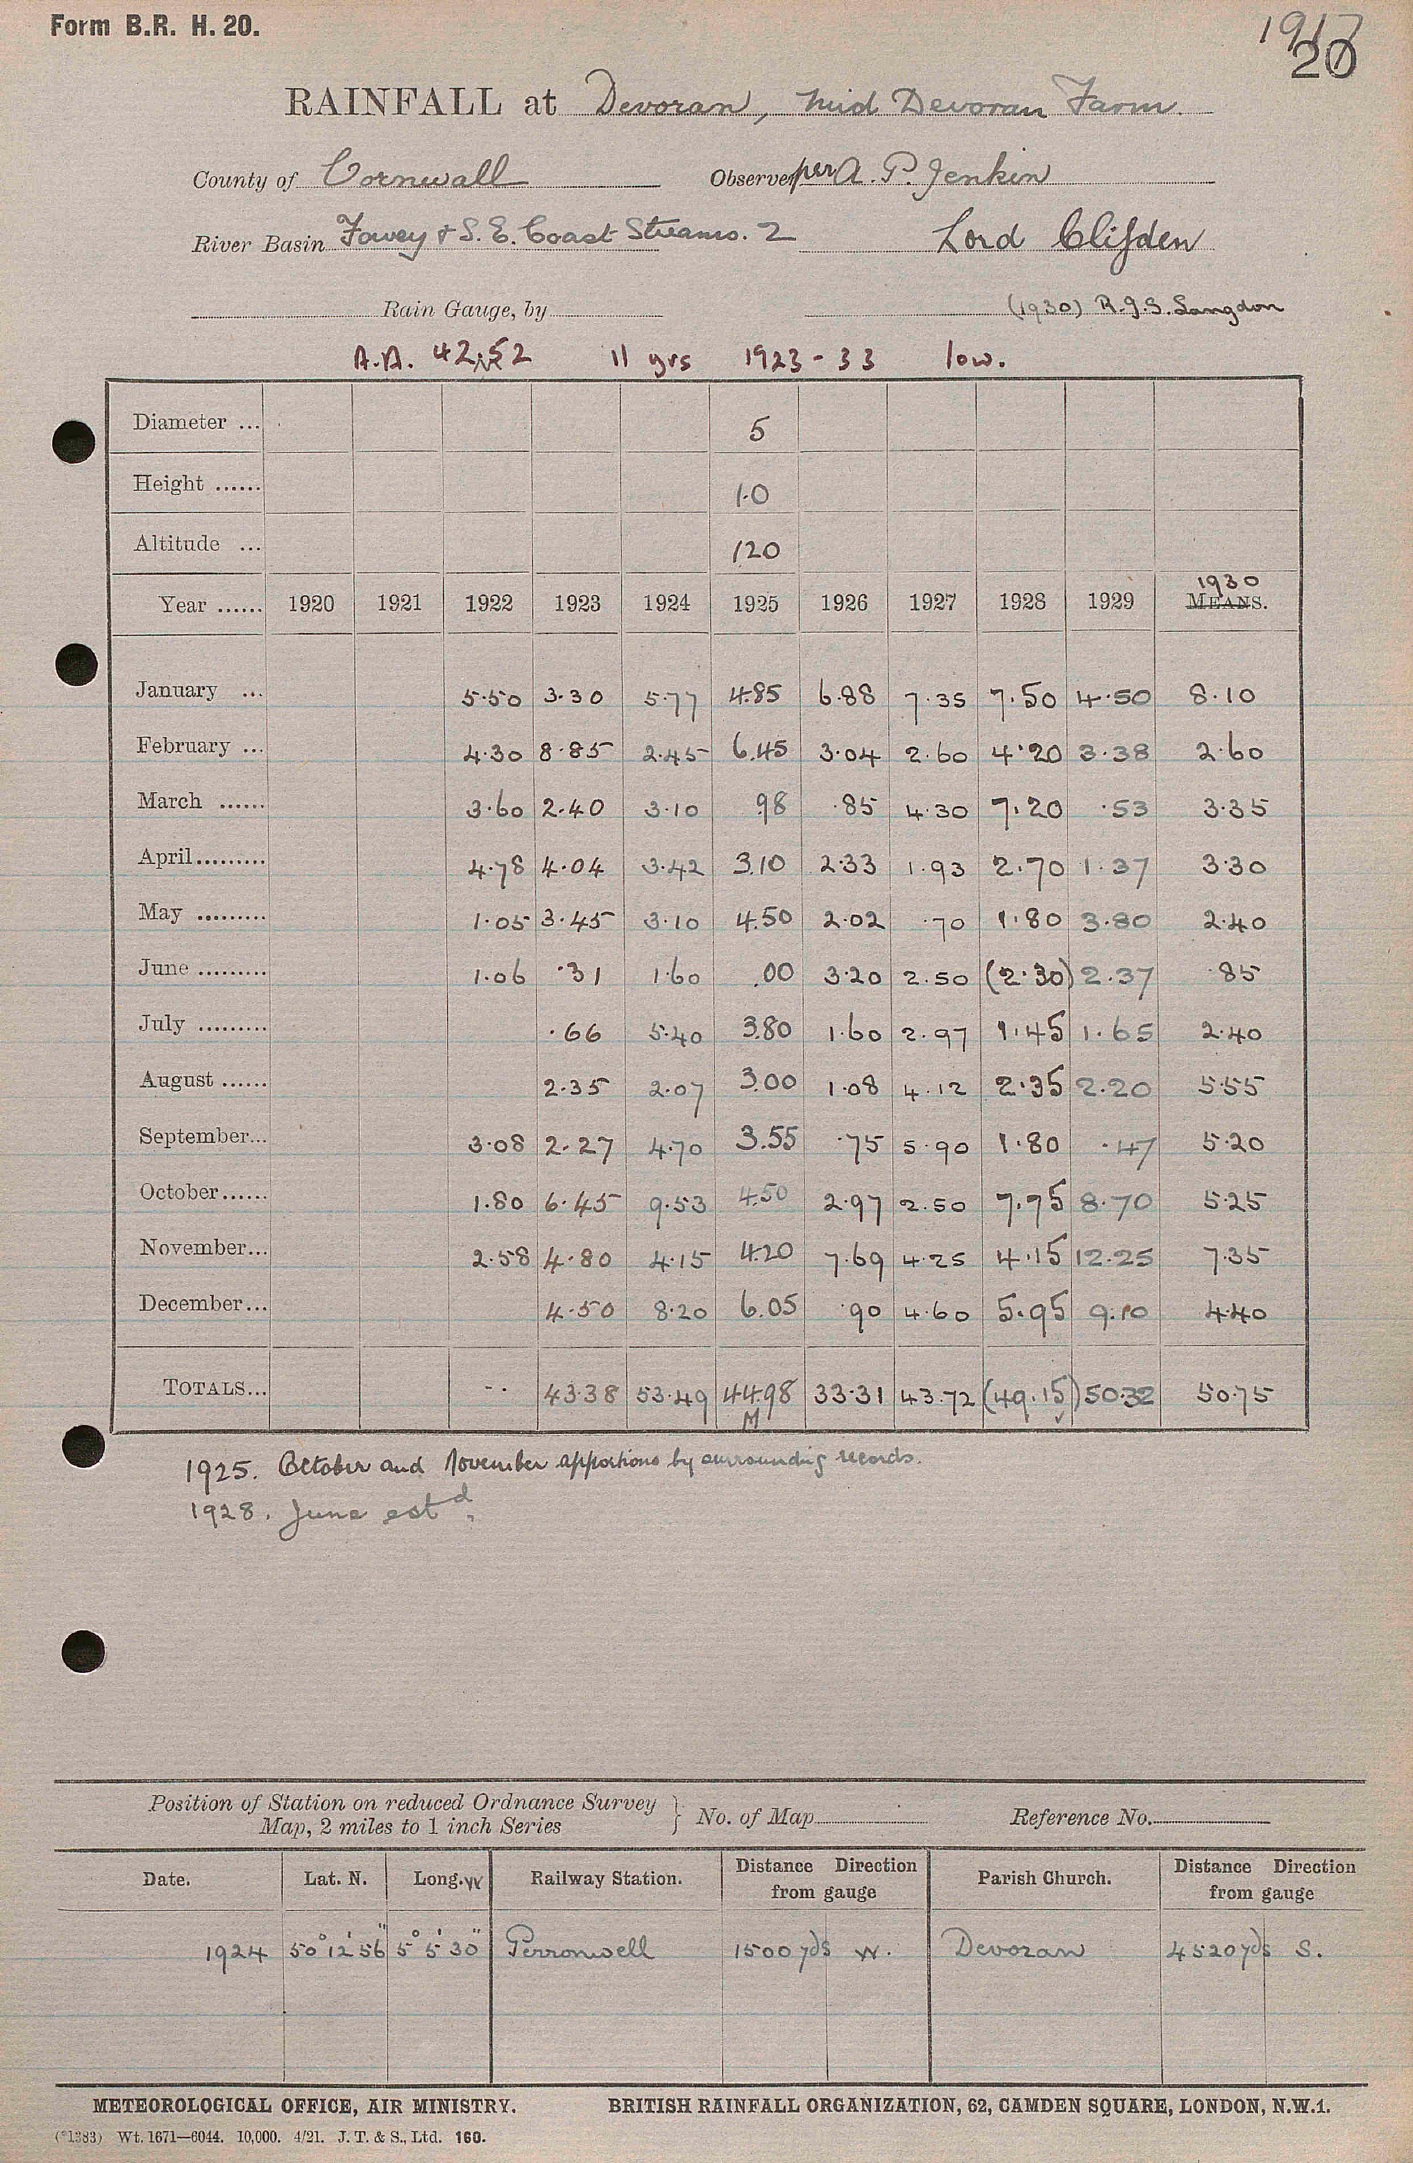 Form B.R. H. 20.
1917
20
RAINFALL at Devoran, Mid Devoran Farm.
County of Cornwall Observer per A. P. Jenkin
River Basin Fowey & S. E. Coast Streams. 2 Lord Clifden
Rain Gauge, by (1930) R.J.S. Langdon
A.A. 42.52 11 yrs 1923-33 low.
Diameter ... 5
Height ...... 1.0
Altitude ... 120
Year ...... 1920 1921 1922 1923 1924 1925 1926 1927 1928 1929 1930 MEANS.
January ... 5.50 3.30 5.77 4.85 6.88 7.35 7.50 4.50 8.10
February ... 4.30 8.85 2.45 6.45 3.04 2.60 4.20 3.38 2.60
March ...... 3.60 2.40 3.10 .98 .85 4.30 7.20 .53 3.35
April ......... 4.78 4.04 3.42 3.10 2.33 1.93 2.70 1.37 3.30
May ......... 1.05 3.45 3.10 4.50 2.02 .70 1.80 3.80 2.40
June ......... 1.06 .31 1.60 .00 3.20 2.50 (2.30) 2.37 .85
July ......... .66 5.40 3.80 1.60 2.97 1.45 1.65 2.40
August ...... 2.35 2.07 3.00 1.08 4.12 2.35 2.20 5.55
September... 3.08 2.27 4.70 3.55 .75 5.90 1.80 .47 5.20
October...... 1.80 6.45 9.53 4.50 2.97 2.50 7.75 8.70 5.25
November... 2.58 4.80 4.15 4.20 7.69 4.25 4.15 12.25 7.35
December... 4.50 8.20 6.05 .90 4.60 5.95 9.10 4.40
TOTALS... -. 43.38 53.49 44.98 33.31 43.72 (49.15) 50.32 50.75
M ✓
1925. October and November apportions by surrounding records.
1928. June estd.
Position of Station on reduced Ordnance Survey
Map, 2 miles to 1 inch Series } No. of Map Reference No.
Date. Lat. N. Long. W Railway Station. Distance Direction from gauge Parish Church. Distance Direction from gauge
1924 50° 12' 56" 5° 5' 30" Perronwell 1500 yds W. Devoran 4520 yds S.
METEOROLOGICAL OFFICE, AIR MINISTRY. BRITISH RAINFALL ORGANIZATION, 62, CAMDEN SQUARE, LONDON, N.W.1.
(*1383) Wt. 1671—6044. 10,000. 4/21. J. T. & S., Ltd. 160.